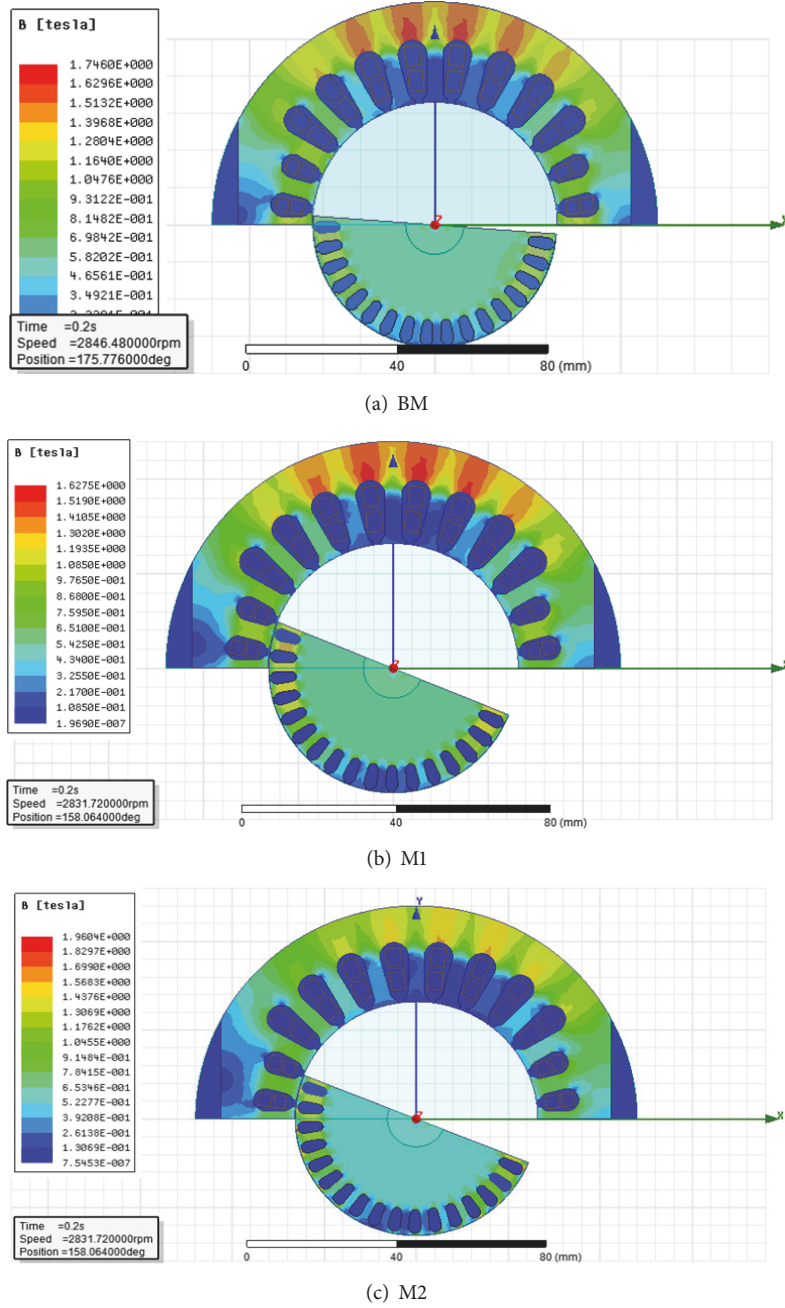 B [tesla]
1.7460E+000
1.6296E+000
1.5132E+000
1.3968E+000
1.2804E+000
1.1640E+000
1.0476E+000
9.3122E-001
8.1482E-001
6.9842E-001
5.8202E-001
4.6561E-001
3.4921E-001
Time =0.2s
Speed =2846.480000rpm
Position =175.776000deg
Z
0 40 80 (mm)
(a) BM
B [tesla]
1.6275E+000
1.5190E+000
1.4105E+000
1.3020E+000
1.1935E+000
1.0850E+000
9.7650E-001
8.6800E-001
7.5950E-001
6.5100E-001
5.4250E-001
4.3400E-001
3.2550E-001
2.1700E-001
1.0850E-001
1.9690E-007
Time =0.2s
Speed =2831.720000rpm
Position =158.064000deg
Z
0 40 80 (mm)
(b) M1
B [tesla]
1.9604E+000
1.8297E+000
1.6990E+000
1.5683E+000
1.4376E+000
1.3069E+000
1.1762E+000
1.0455E+000
9.1484E-001
7.8415E-001
6.5346E-001
5.2277E-001
3.9208E-001
2.6138E-001
1.3069E-001
7.5453E-007
Y
Z
X
Time =0.2s
Speed =2831.720000rpm
Position =158.064000deg
0 40 80 (mm)
(c) M2